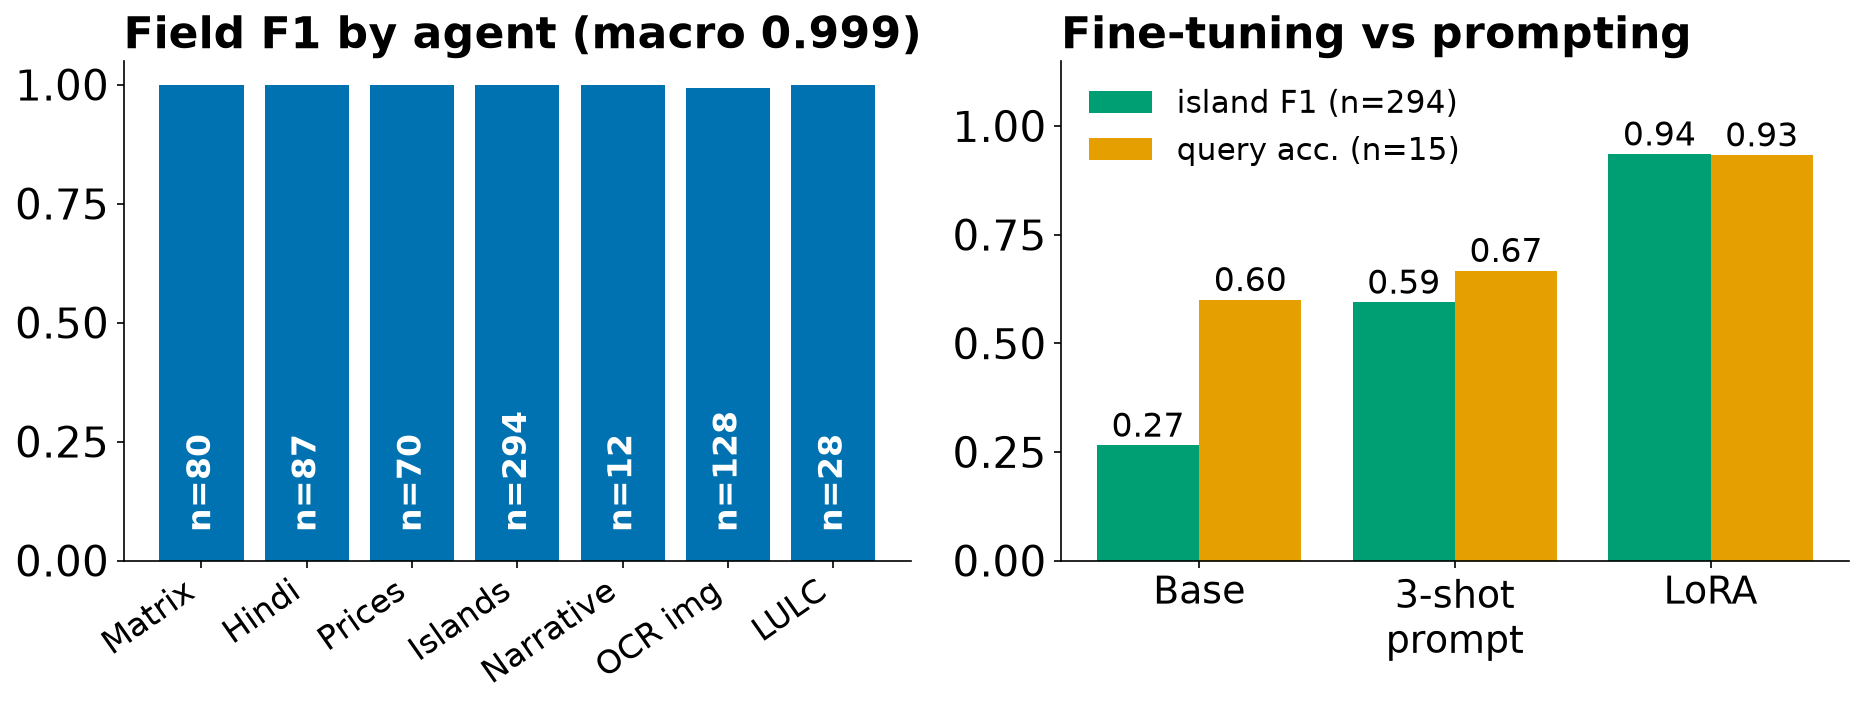 Field F1 by agent (macro 0.999)
1.00
0.75
0.50
0.25
0.00
n=80
n=87
n=70
n=294
n=12
n=128
n=28
Matrix
Hindi
Prices
Islands
Narrative
OCR img
LULC
Fine-tuning vs prompting
island F1 (n=294)
query acc. (n=15)
1.00
0.75
0.50
0.25
0.00
0.27
0.60
0.59
0.67
0.94
0.93
Base
3-shot
prompt
LoRA